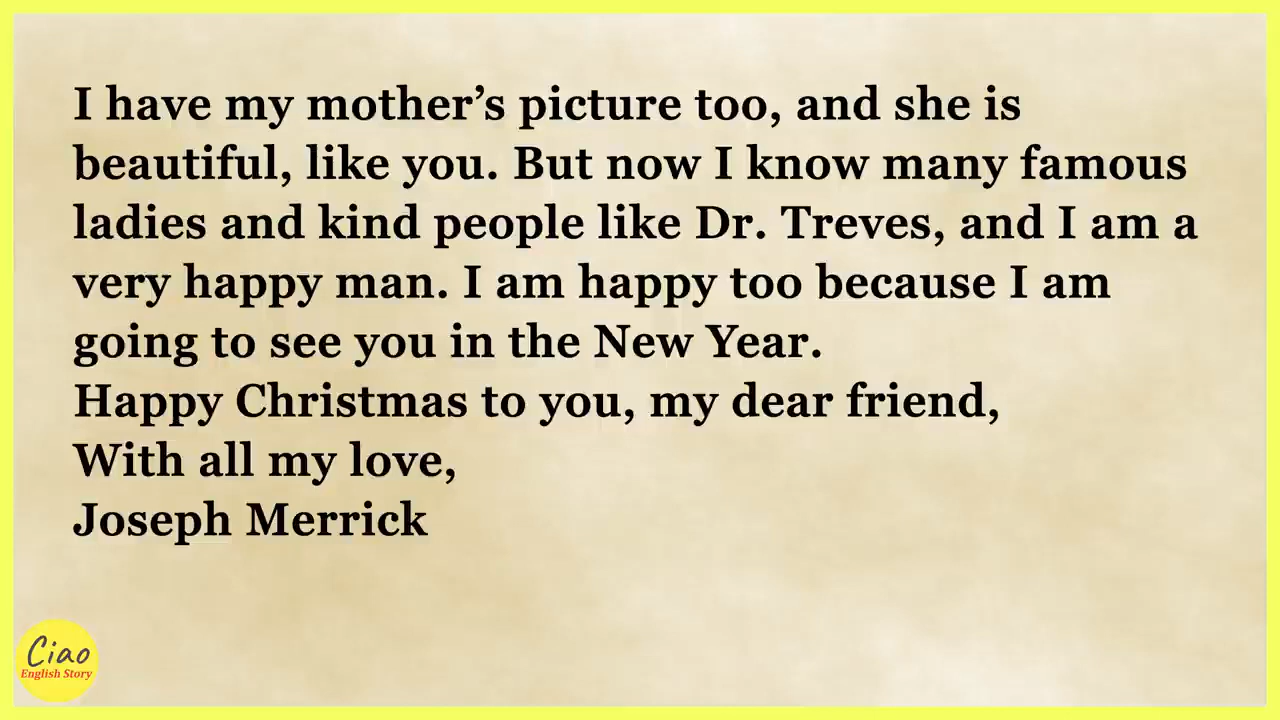 I have my mother’s picture too, and she is
beautiful, like you. But now I know many famous
ladies and kind people like Dr. Treves, and I am a
very happy man. I am happy too because I am
going to see you in the New Year.
Happy Christmas to you, my dear friend,
With all my love,
Joseph Merrick
Ciao
English Story